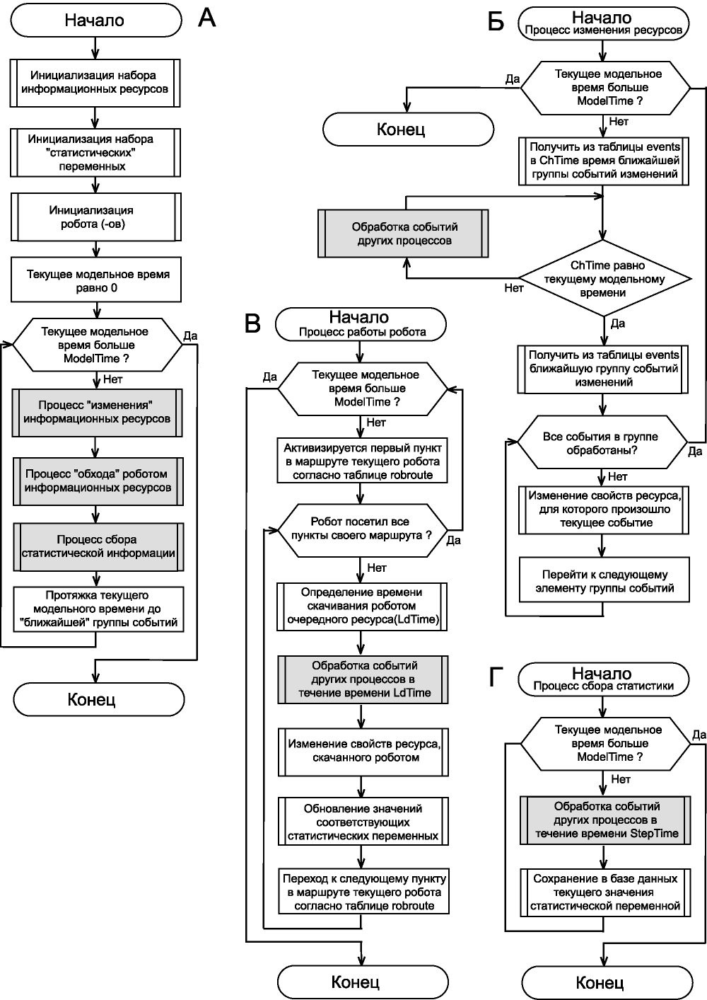 А
Начало
Инициализация набора
информационных ресурсов
Инициализация набора
"статистических"
переменных
Инициализация
робота (-ов)
Текущее модельное время
равно 0
Текущее модельное
время больше
ModelTime ?
Да
Нет
Процесс "изменения"
информационных ресурсов
Процесс "обхода" роботом
информационных ресурсов
Процесс сбора
статистической информации
Протяжка текущего
модельного времени до
"ближайшей" группы событий
Конец
Б
Начало
Процесс изменения ресурсов
Текущее модельное
время больше
ModelTime ?
Да
Конец
Нет
Получить из таблицы events
в ChTime время ближайшей
группы событий изменений
Обработка событий
других процессов
ChTime равно
текущему модельному
времени
Нет
Да
Получить из таблицы events
ближайшую группу событий
изменений
Все события в группе
обработаны?
Да
Нет
Изменение свойств ресурса,
для которого произошло
текущее событие
Перейти к следующему
элементу группы событий
В
Начало
Процесс работы робота
Текущее модельное
время больше
ModelTime ?
Да
Нет
Активизируется первый пункт
в маршруте текущего робота
согласно таблице robroute
Робот посетил все
пункты своего маршрута ?
Да
Нет
Определение времени
скачивания роботом
очередного ресурса(LdTime)
Обработка событий
других процессов в
течение времени LdTime
Изменение свойств ресурса,
скачанного роботом
Обновление значений
соответствующих
статистических переменных
Переход к следующему пункту
в маршруте текущего робота
согласно таблице robroute
Конец
Г
Начало
Процесс сбора статистики
Текущее модельное
время больше
ModelTime ?
Да
Нет
Обработка событий
других процессов в
течение времени StepTime
Сохранение в базе данных
текущего значения
статистической переменной
Конец